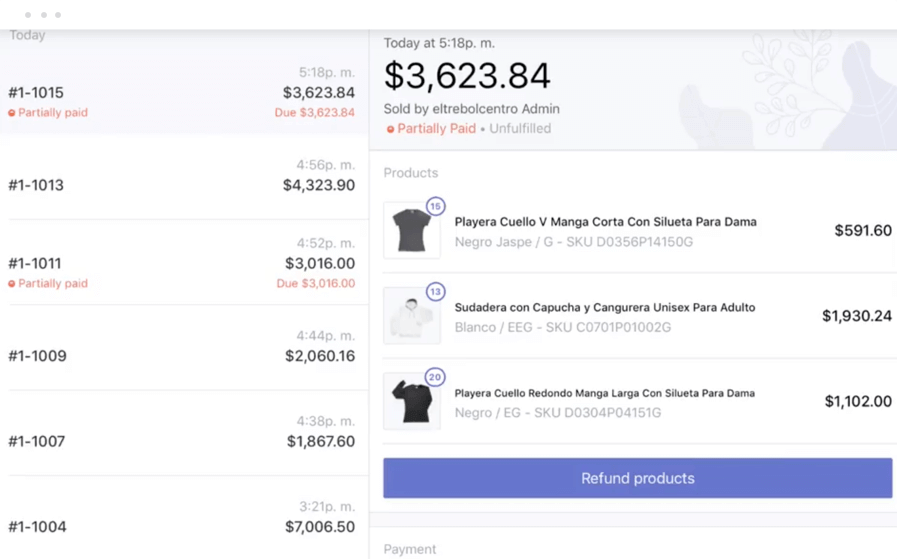 Today
5:18p. m.
#1-1015
$3,623.84
Partially paid
Due $3,623.84
4:56p. m.
#1-1013
$4,323.90
4:52p. m.
#1-1011
$3,016.00
Partially paid
Due $3,016.00
4:44p. m.
#1-1009
$2,060.16
4:38p. m.
#1-1007
$1,867.60
3:21p. m.
#1-1004
$7,006.50
Today at 5:18p. m.
$3,623.84
Sold by eltrebolcentro Admin
Partially Paid • Unfulfilled
Products
15
Playera Cuello V Manga Corta Con Silueta Para Dama
Negro Jaspe / G - SKU D0356P14150G
$591.60
13
Sudadera con Capucha y Cangurera Unisex Para Adulto
Blanco / EEG - SKU C0701P01002G
$1,930.24
20
Playera Cuello Redondo Manga Larga Con Silueta Para Dama
Negro / EG - SKU D0304P04151G
$1,102.00
Refund products
Payment